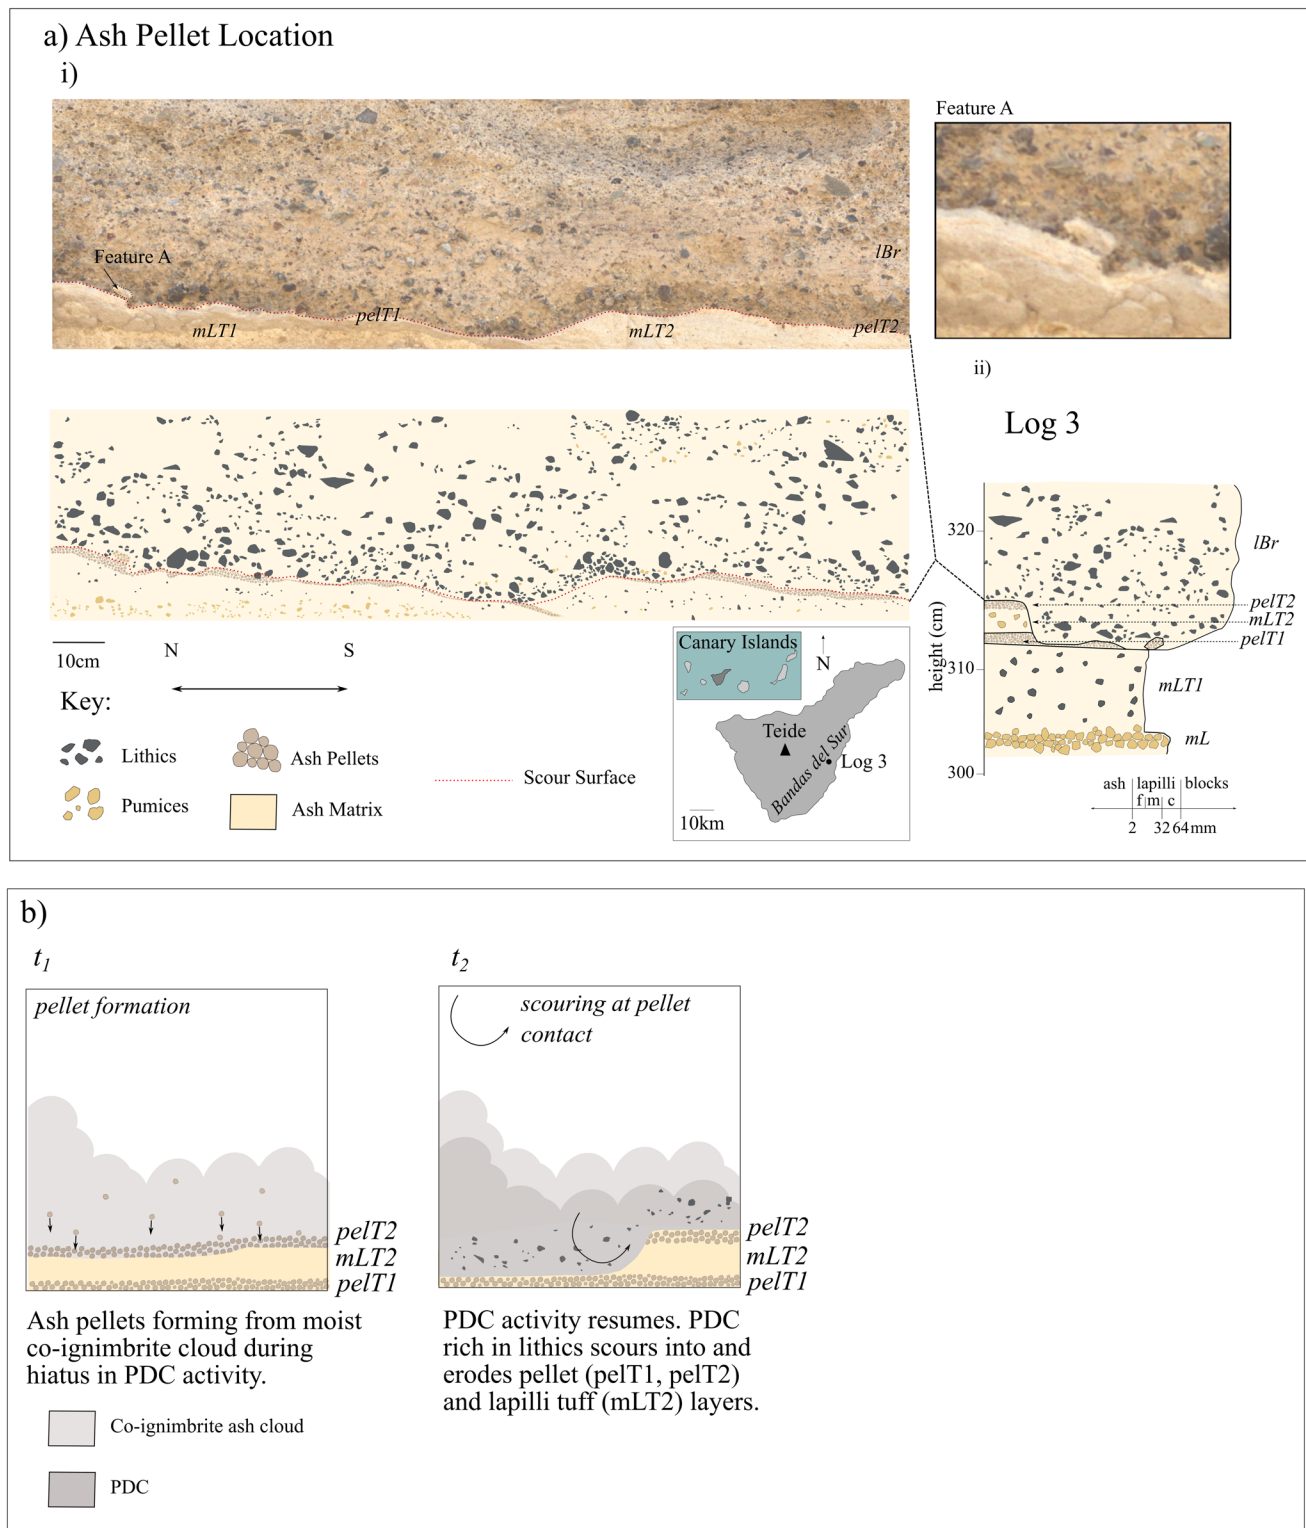 a) Ash Pellet Location
i)
Feature A
lBr
mLT1
pelT1
mLT2
pelT2
Feature A
ii)
Log 3
320
310
300
height (cm)
lBr
pelT2
mLT2
pelT1
mLT1
mL
ash
lapilli
blocks
f
m
c
2
32
64
mm
10cm
N
S
Key:
Lithics
Ash Pellets
Pumices
Ash Matrix
Scour Surface
Canary Islands
N
Teide
Bandas del Sur
Log 3
10km
b)
t1
pellet formation
pelT2
mLT2
pelT1
Ash pellets forming from moist
co-ignimbrite cloud during
hiatus in PDC activity.
t2
scouring at pellet
contact
pelT2
mLT2
pelT1
PDC activity resumes. PDC
rich in lithics scours into and
erodes pellet (pelT1, pelT2)
and lapilli tuff (mLT2) layers.
Co-ignimbrite ash cloud
PDC